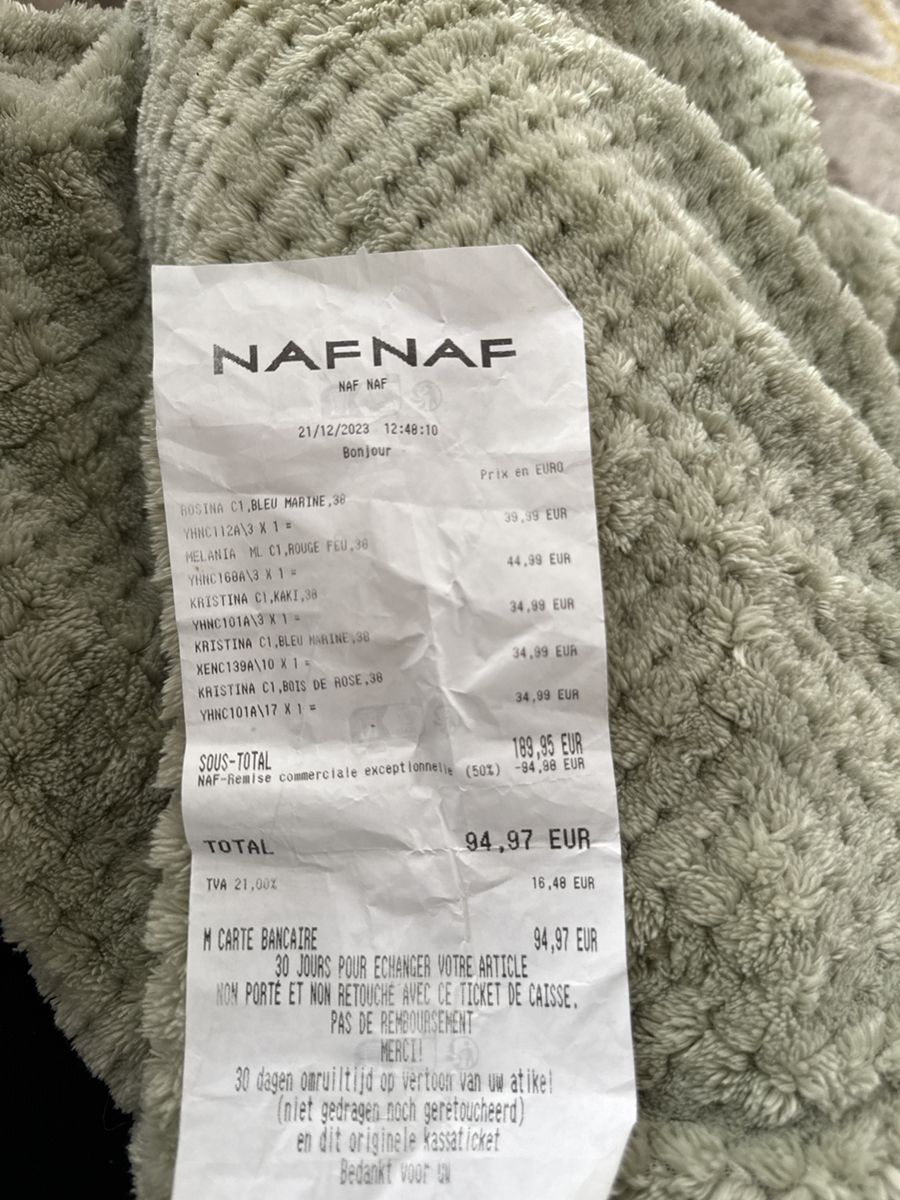 NAFNAF
NAF NAF
21/12/2023 12:48:10
Bonjour
Prix en EURO
ROSINA C1,BLEU MARINE,38
39,99 EUR
YHNC112A\3 X 1 =
MELANIA ML C1,ROUGE FEU,38
44,99 EUR
YHNC168A\3 X 1 =
KRISTINA C1,KAKI,38
34,99 EUR
YHNC101A\3 X 1 =
KRISTINA C1,BLEU MARINE,38
34,99 EUR
XENC139A\10 X 1 =
KRISTINA C1,BOIS DE ROSE,38
34,99 EUR
YHNC101A\17 X 1 =
SOUS-TOTAL 189,95 EUR
NAF-Remise commerciale exceptionnelle (50%) -94,98 EUR
TOTAL 94,97 EUR
TVA 21,00% 16,48 EUR
M CARTE BANCAIRE 94,97 EUR
30 JOURS POUR ECHANGER VOTRE ARTICLE
NON PORTÉ ET NON RETOUCHÉ AVEC CE TICKET DE CAISSE.
PAS DE REMBOURSEMENT
MERCI!
30 dagen omruiltijd op vertoon van uw atikel
(niet gedragen noch geretoucheerd)
en dit originele kassaticket
Bedankt voor uw